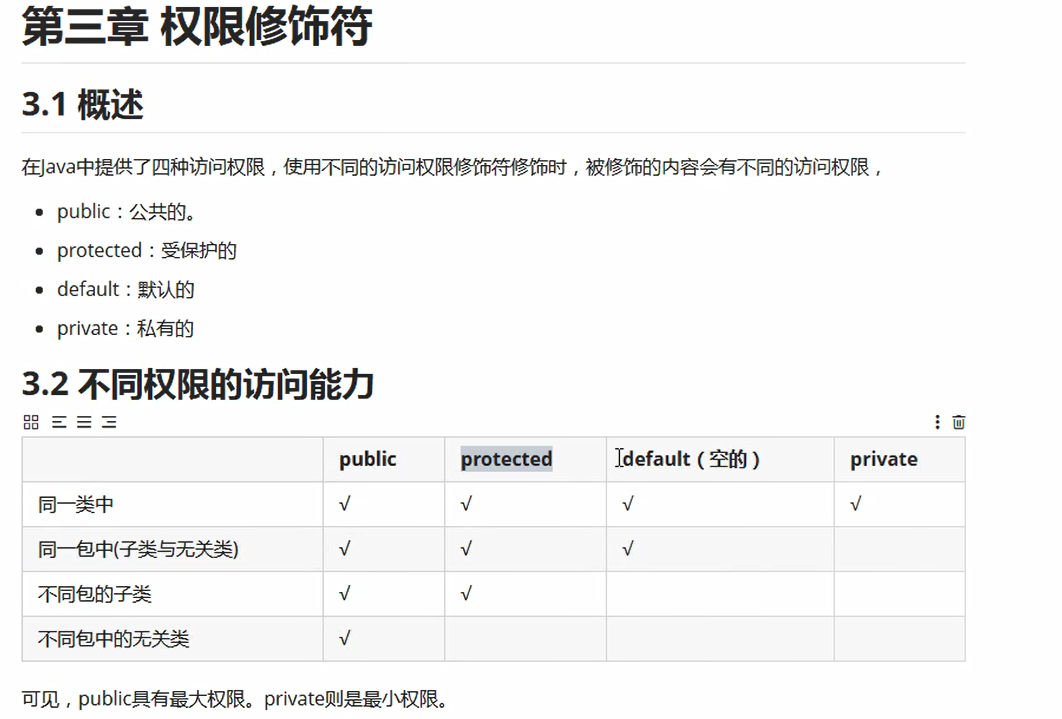 第三章 权限修饰符
3.1 概述
在Java中提供了四种访问权限，使用不同的访问权限修饰符修饰时，被修饰的内容会有不同的访问权限，
public：公共的。
protected：受保护的
default：默认的
private：私有的
3.2 不同权限的访问能力
public protected default（空的） private
同一类中 √ √ √ √
同一包中(子类与无关类) √ √ √
不同包的子类 √ √
不同包中的无关类 √
可见，public具有最大权限。private则是最小权限。